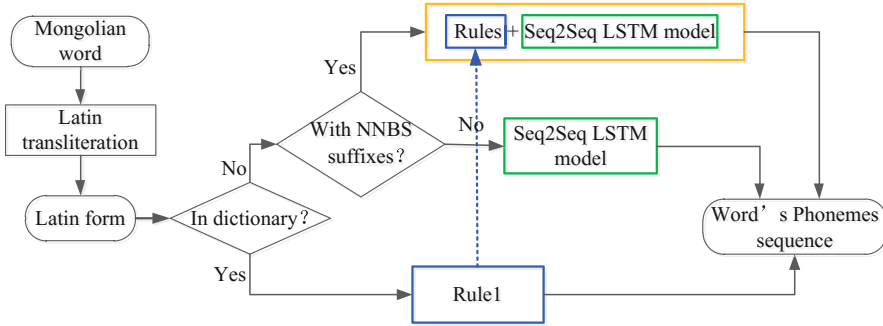 Mongolian
word
Latin
transliteration
Latin form
In dictionary？
No
Yes
With NNBS
suffixes？
Yes
No
Rules + Seq2Seq LSTM model
Seq2Seq LSTM
model
Rule1
Word’s Phonemes
sequence